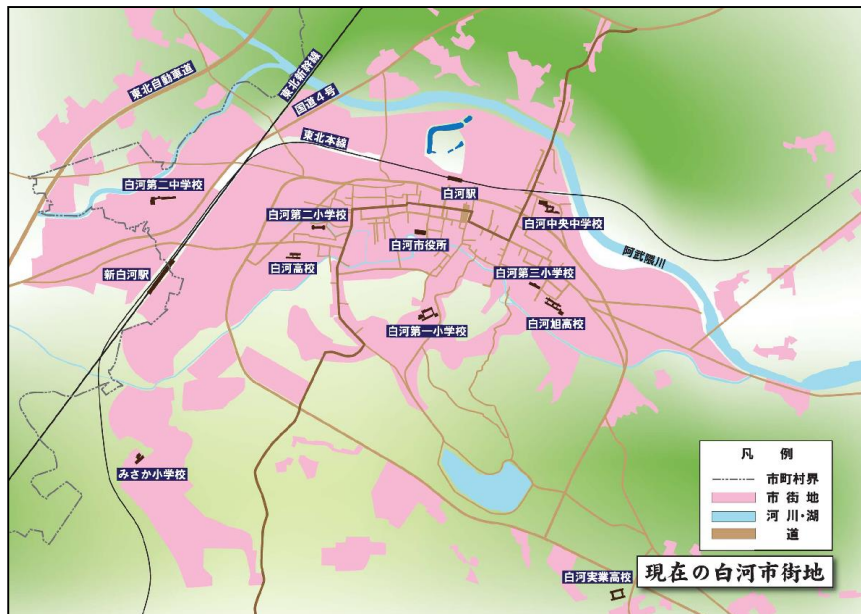 東北自動車道
東北新幹線
国道4号
東北本線
白河第二中学校
白河駅
白河第二小学校
白河中央中学校
白河市役所
阿武隈川
白河高校
新白河駅
白河第三小学校
白河旭高校
白河第一小学校
みさか小学校
凡例
市町村界
市街地
河川・湖
道
白河実業高校
現在の白河市街地